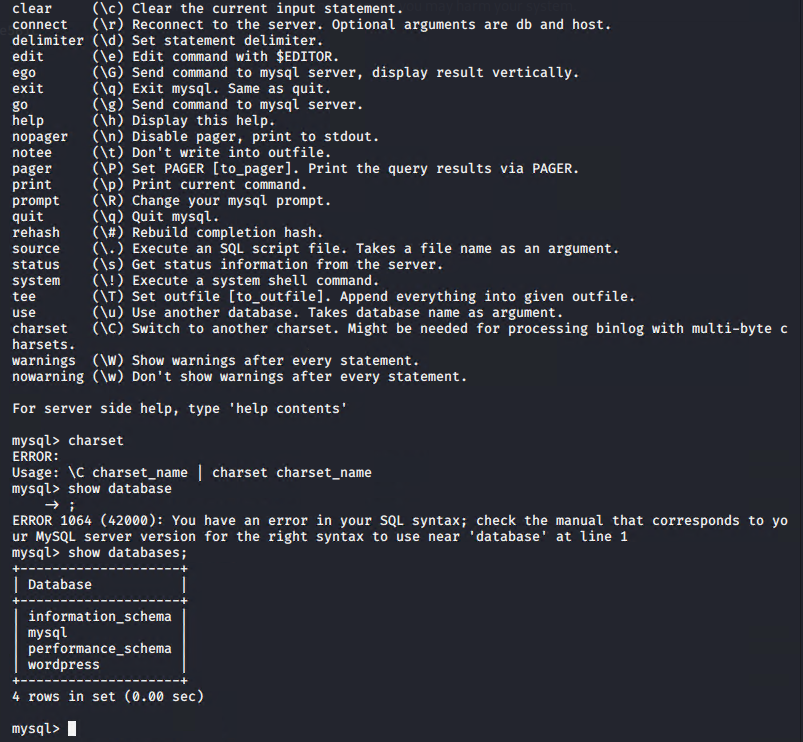 clear     (\c) Clear the current input statement.
connect   (\r) Reconnect to the server. Optional arguments are db and host.
delimiter (\d) Set statement delimiter.
edit      (\e) Edit command with $EDITOR.
ego       (\G) Send command to mysql server, display result vertically.
exit      (\q) Exit mysql. Same as quit.
go        (\g) Send command to mysql server.
help      (\h) Display this help.
nopager   (\n) Disable pager, print to stdout.
notee     (\t) Don't write into outfile.
pager     (\P) Set PAGER [to_pager]. Print the query results via PAGER.
print     (\p) Print current command.
prompt    (\R) Change your mysql prompt.
quit      (\q) Quit mysql.
rehash    (\#) Rebuild completion hash.
source    (\.) Execute an SQL script file. Takes a file name as an argument.
status    (\s) Get status information from the server.
system    (\!) Execute a system shell command.
tee       (\T) Set outfile [to_outfile]. Append everything into given outfile.
use       (\u) Use another database. Takes database name as argument.
charset   (\C) Switch to another charset. Might be needed for processing binlog with multi-byte c
harsets.
warnings  (\W) Show warnings after every statement.
nowarning (\w) Don't show warnings after every statement.

For server side help, type 'help contents'

mysql> charset
ERROR:
Usage: \C charset_name | charset charset_name
mysql> show database
    → ;
ERROR 1064 (42000): You have an error in your SQL syntax; check the manual that corresponds to yo
ur MySQL server version for the right syntax to use near 'database' at line 1
mysql> show databases;
+--------------------+
| Database           |
+--------------------+
| information_schema |
| mysql              |
| performance_schema |
| wordpress          |
+--------------------+
4 rows in set (0.00 sec)

mysql>